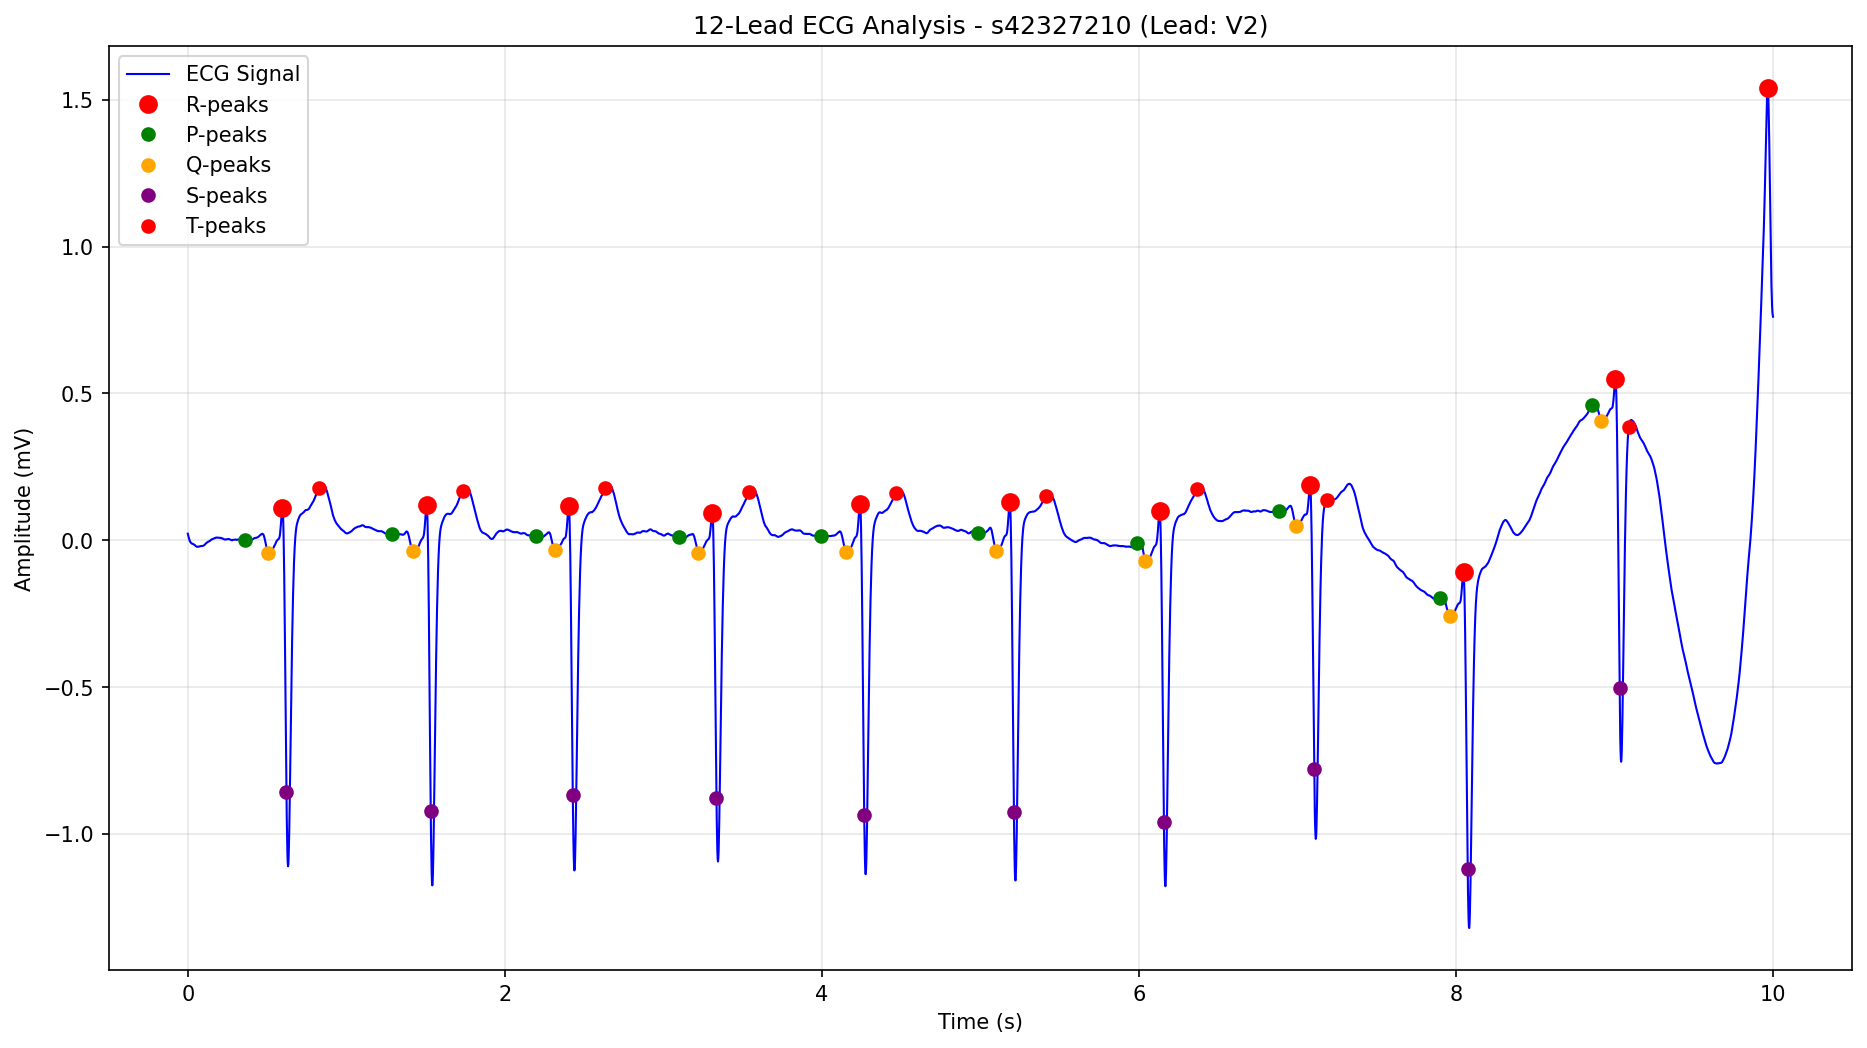 12-Lead ECG Analysis - s42327210 (Lead: V2)
ECG Signal
R-peaks
P-peaks
Q-peaks
S-peaks
T-peaks
Amplitude (mV)
1.5
1.0
0.5
0.0
−0.5
−1.0
0 2 4 6 8 10
Time (s)